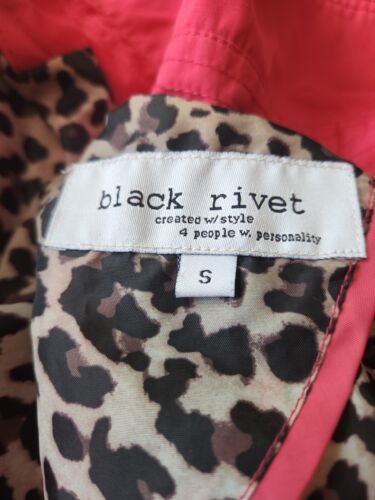 black rivet
created w/style
4 people w. personality
S